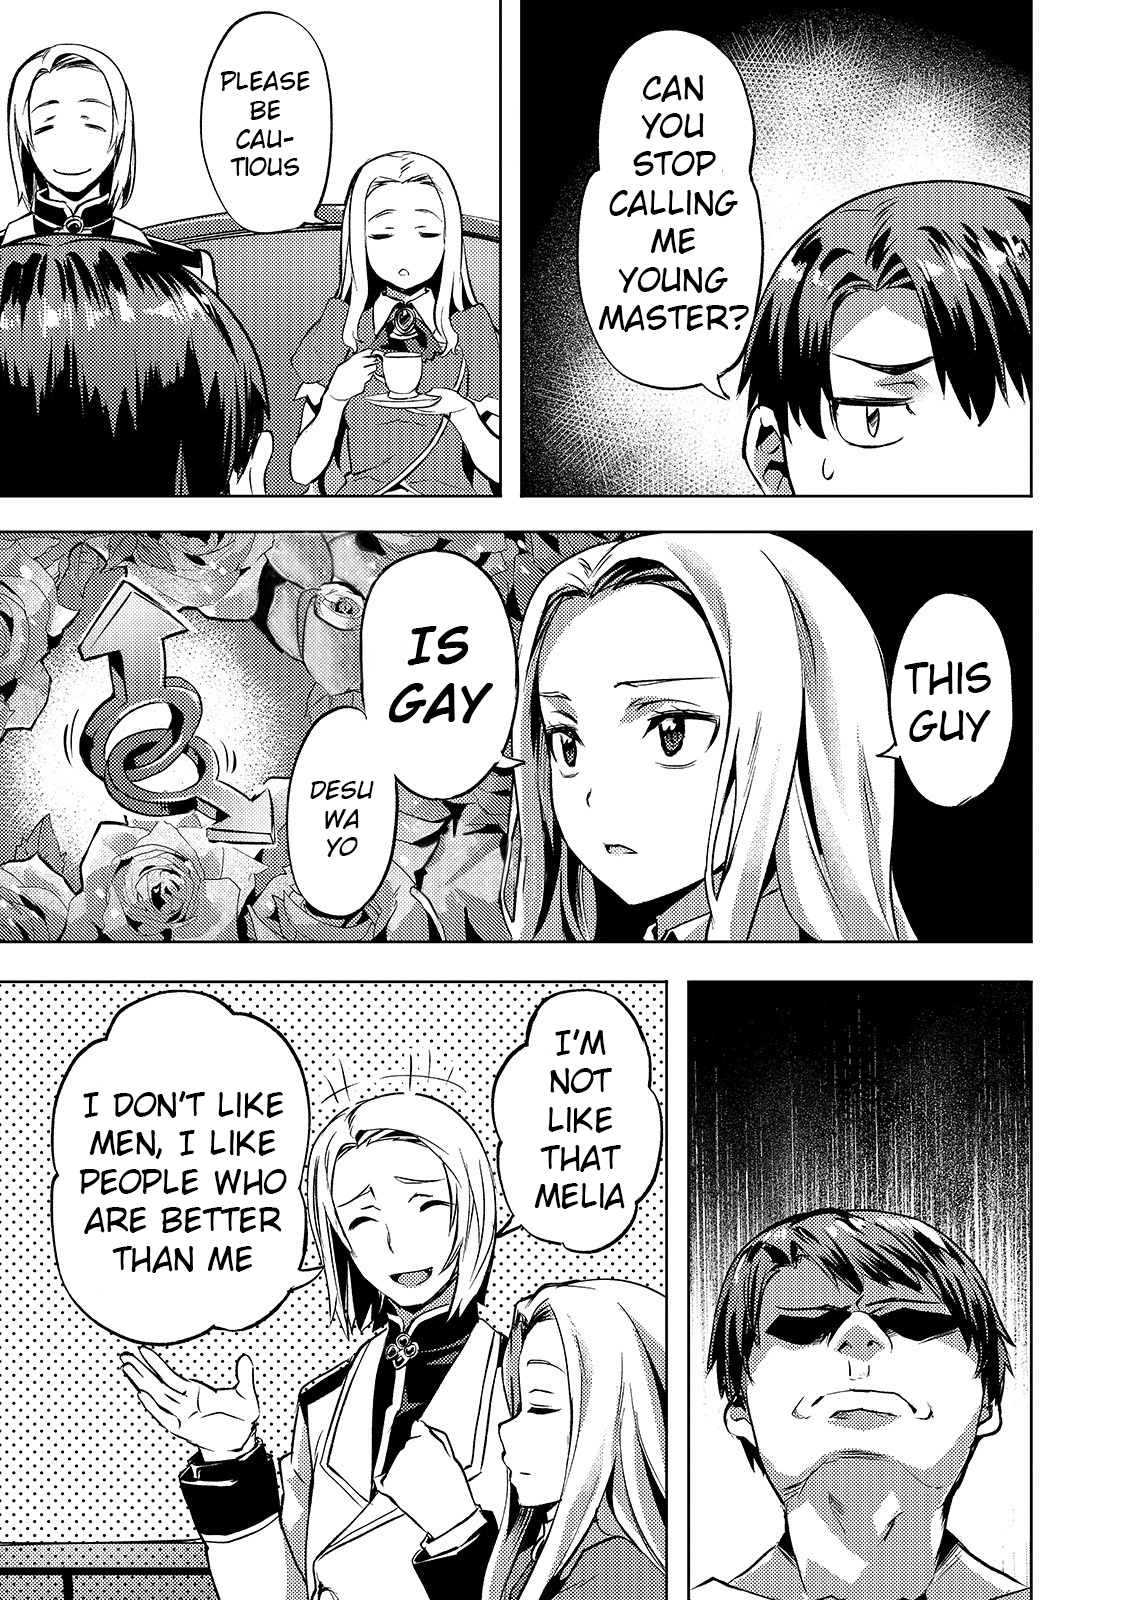 CAN
YOU
STOP
CALLING
ME
YOUNG
MASTER?
PLEASE
BE
CAU-
TIOUS
THIS
GUY
IS
GAY
DESU
WA
YO
I'M
NOT
LIKE
THAT
MELIA
I DON'T LIKE
MEN, I LIKE
PEOPLE WHO
ARE BETTER
THAN ME